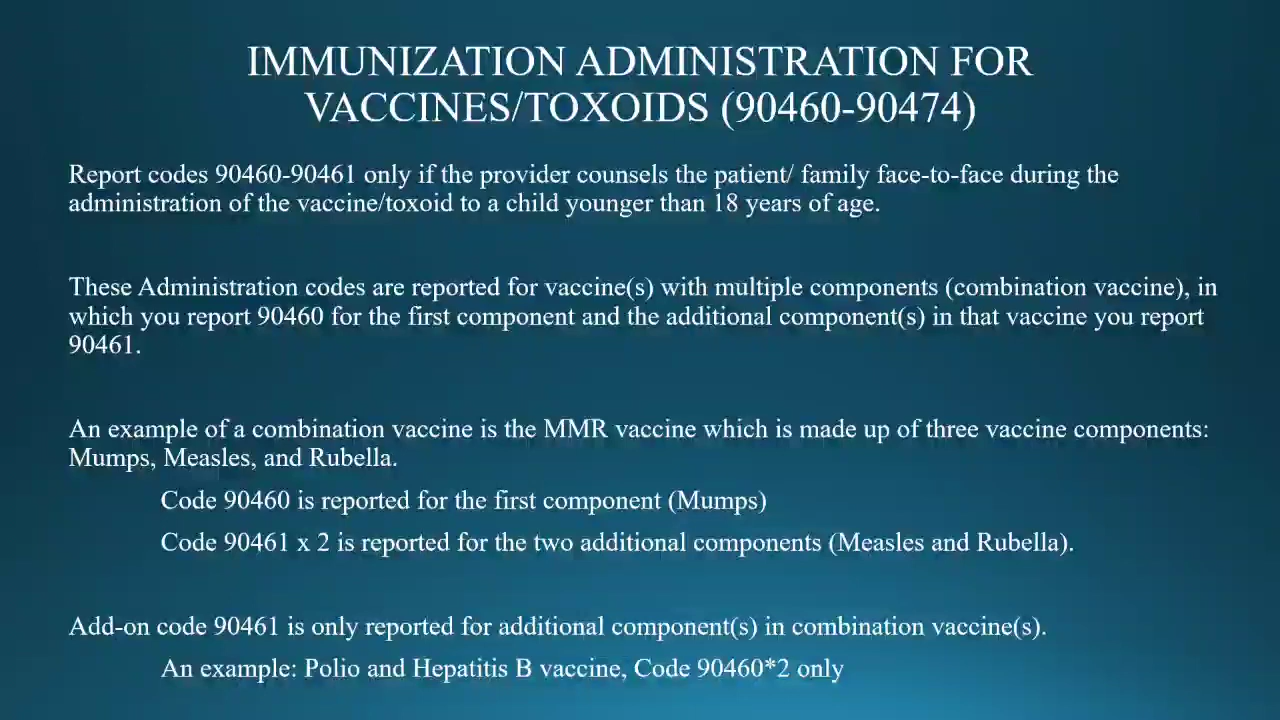 IMMUNIZATION ADMINISTRATION FOR
VACCINES/TOXOIDS (90460-90474)
Report codes 90460-90461 only if the provider counsels the patient/ family face-to-face during the
administration of the vaccine/toxoid to a child younger than 18 years of age.
These Administration codes are reported for vaccine(s) with multiple components (combination vaccine), in
which you report 90460 for the first component and the additional component(s) in that vaccine you report
90461.
An example of a combination vaccine is the MMR vaccine which is made up of three vaccine components:
Mumps, Measles, and Rubella.
Code 90460 is reported for the first component (Mumps)
Code 90461 x 2 is reported for the two additional components (Measles and Rubella).
Add-on code 90461 is only reported for additional component(s) in combination vaccine(s).
An example: Polio and Hepatitis B vaccine, Code 90460*2 only